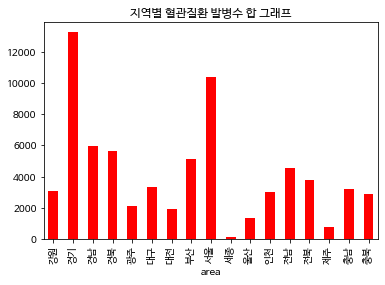 지역별 혈관질환 발병수 합 그래프
12000
10000
8000
6000
4000
2000
0
강원
경기
경남
경북
광주
대구
대전
부산
서울
세종
울산
인천
전남
전북
제주
충남
충북
area